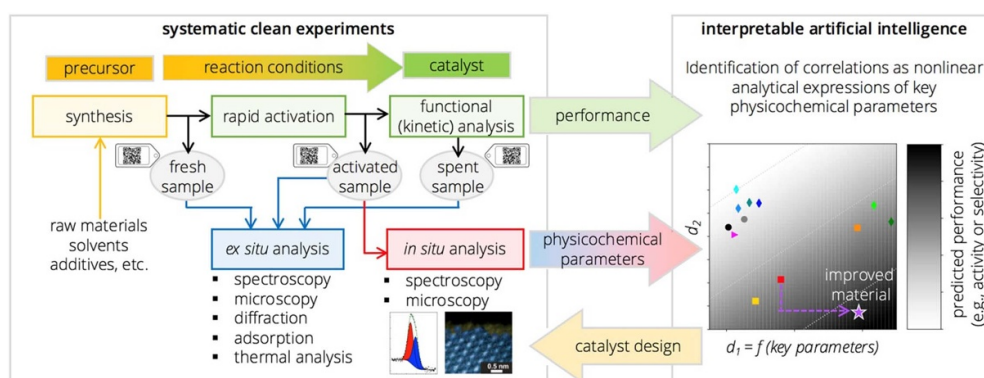 systematic clean experiments
precursor
reaction conditions
catalyst
synthesis
rapid activation
functional
(kinetic) analysis
fresh
sample
activated
sample
spent
sample
raw materials
solvents
additives, etc.
ex situ analysis
▪ spectroscopy
▪ microscopy
▪ diffraction
▪ adsorption
▪ thermal analysis
in situ analysis
▪ spectroscopy
▪ microscopy
0.5 nm
performance
physicochemical
parameters
catalyst design
interpretable artificial intelligence
Identification of correlations as nonlinear
analytical expressions of key
physicochemical parameters
d₂
improved
material
d₁ = f (key parameters)
predicted performance
(e.g., activity or selectivity)